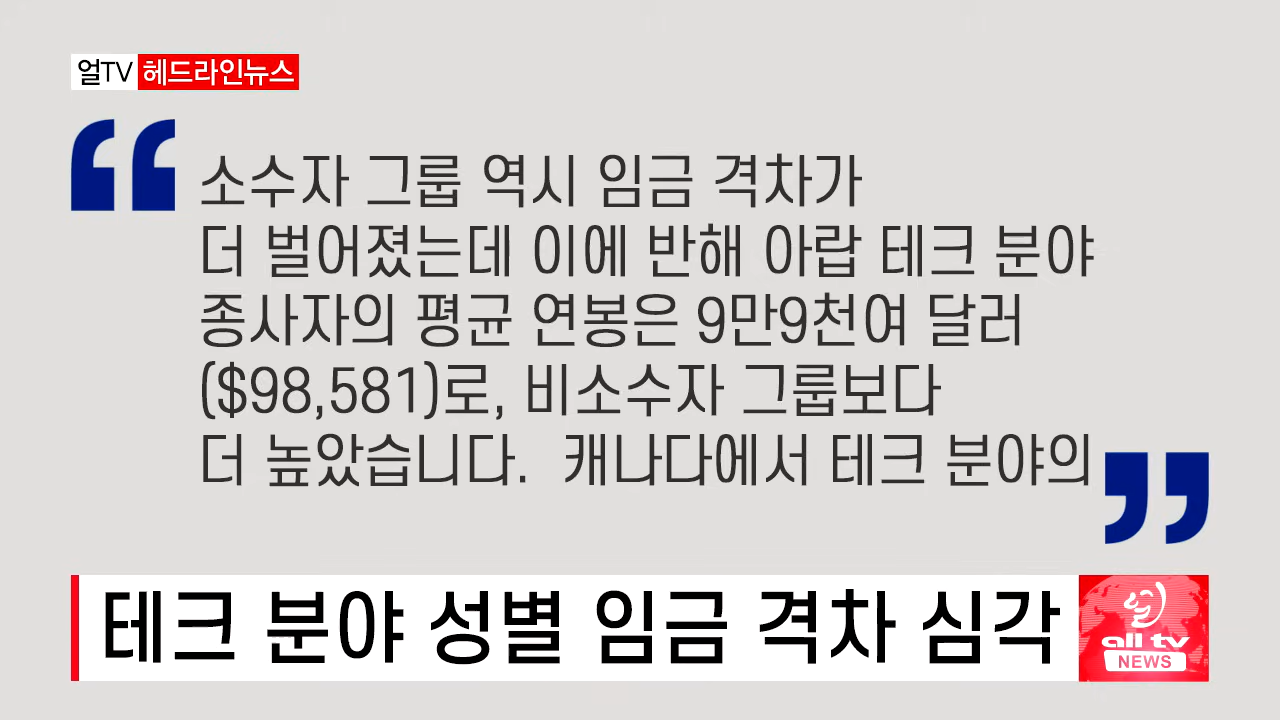 얼TV 헤드라인뉴스
소수자 그룹 역시 임금 격차가
더 벌어졌는데 이에 반해 아랍 테크 분야
종사자의 평균 연봉은 9만9천여 달러
($98,581)로, 비소수자 그룹보다
더 높았습니다. 캐나다에서 테크 분야의
테크 분야 성별 임금 격차 심각
얼
all tv
NEWS